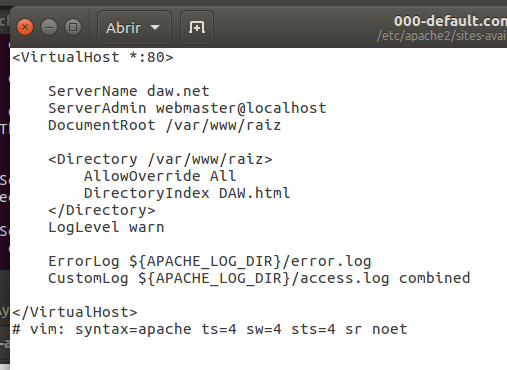 Abrir
000-default.con
/etc/apache2/sites-avai
<VirtualHost *:80>
ServerName daw.net
ServerAdmin webmaster@localhost
DocumentRoot /var/www/raiz
<Directory /var/www/raiz>
AllowOverride All
DirectoryIndex DAW.html
</Directory>
LogLevel warn
ErrorLog ${APACHE_LOG_DIR}/error.log
CustomLog ${APACHE_LOG_DIR}/access.log combined
</VirtualHost>
# vim: syntax=apache ts=4 sw=4 sts=4 sr noet